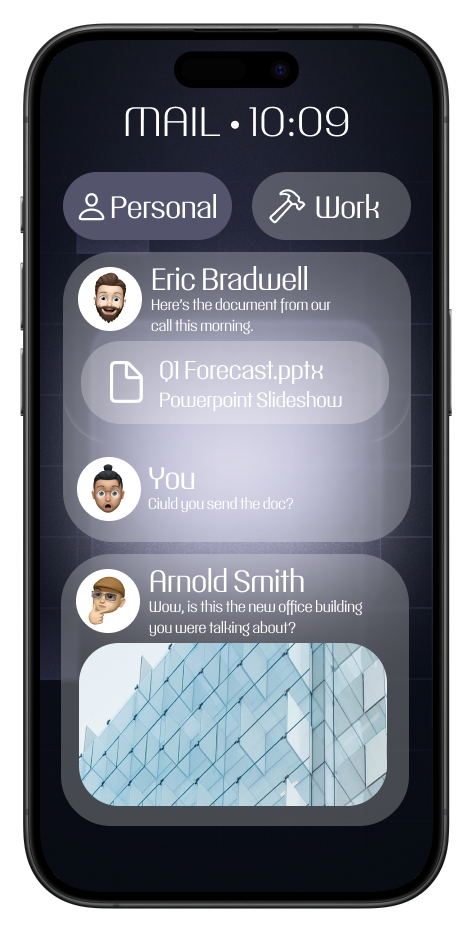 MAIL • 10:09
Personal
Work
Eric Bradwell
Here's the document from our
call this morning.
Q1 Forecast.pptx
Powerpoint Slideshow
You
Ciuld you send the doc?
Arnold Smith
Wow, is this the new office building
you were talking about?